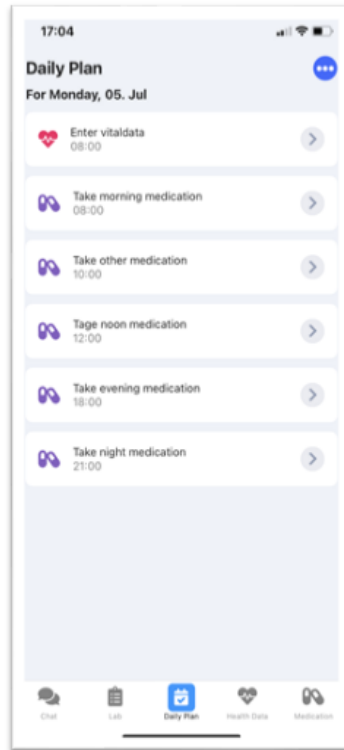 17:04
Daily Plan
For Monday, 05. Jul
Enter vitaldata
08:00
Take morning medication
08:00
Take other medication
10:00
Tage noon medication
12:00
Take evening medication
18:00
Take night medication
21:00
Chat Lab Daily Plan Health Data Medication